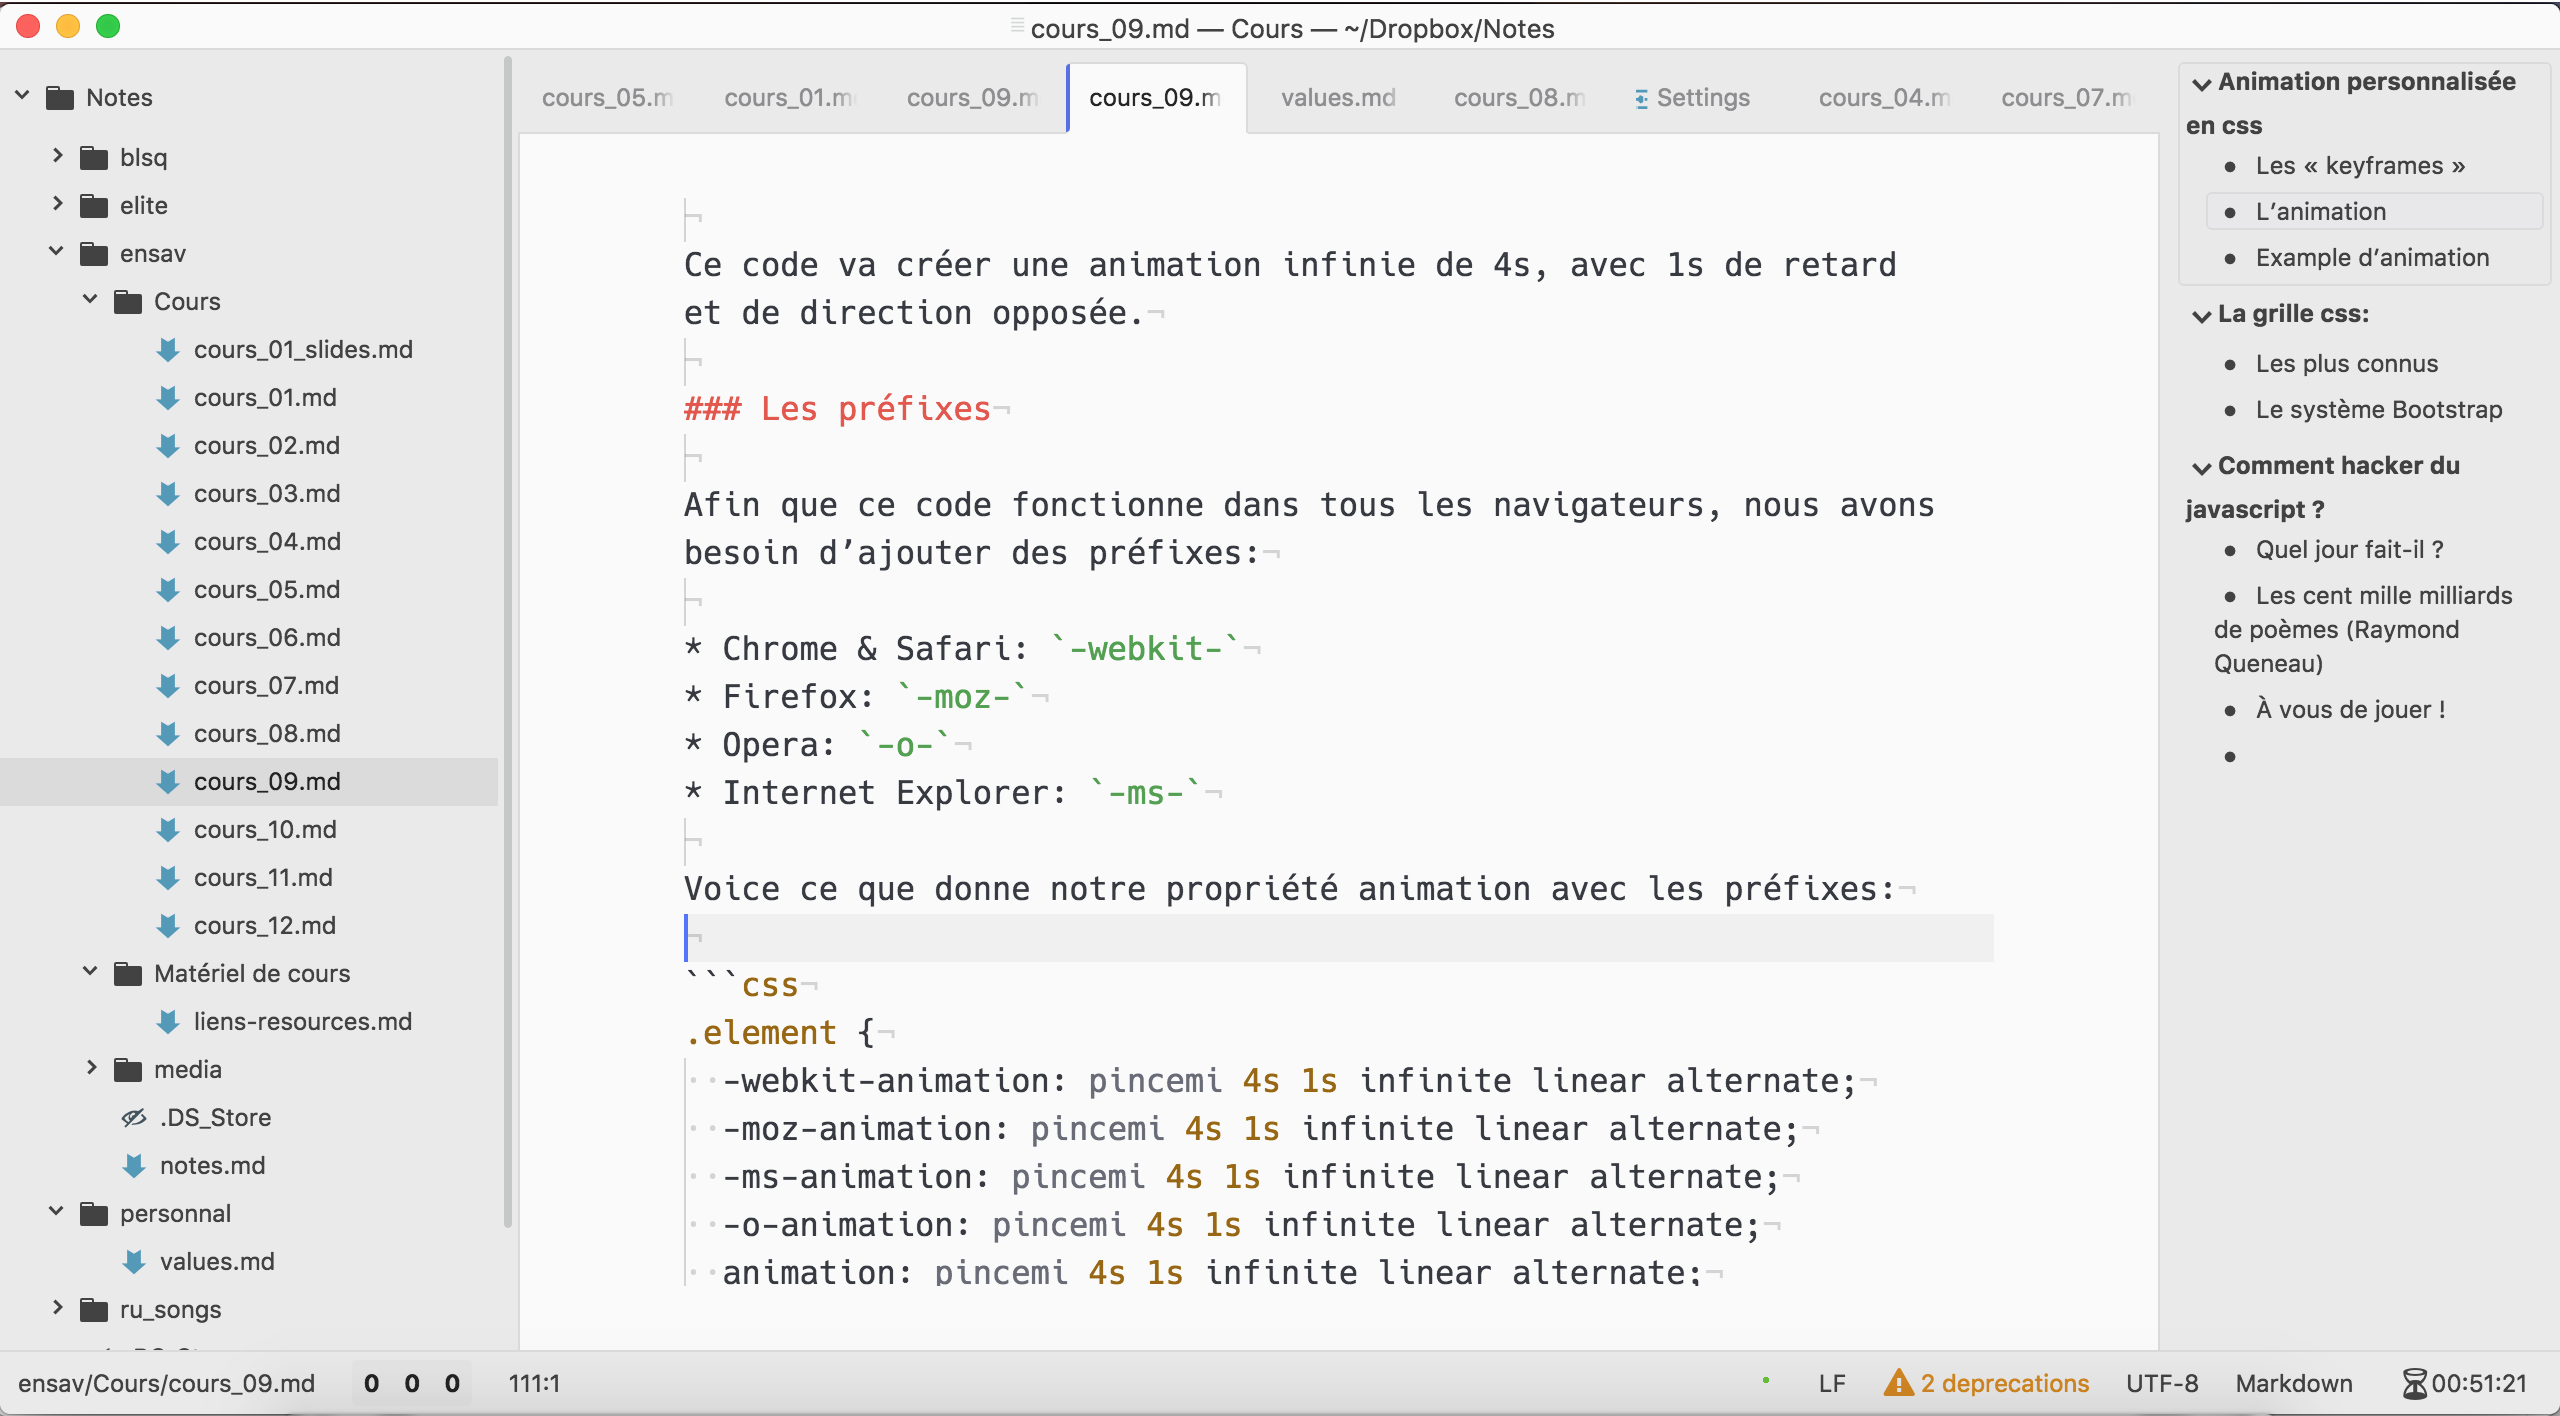 cours_09.md — Cours — ~/Dropbox/Notes
Notes
blsq
elite
ensav
Cours
cours_01_slides.md
cours_01.md
cours_02.md
cours_03.md
cours_04.md
cours_05.md
cours_06.md
cours_07.md
cours_08.md
cours_09.md
cours_10.md
cours_11.md
cours_12.md
Matériel de cours
liens-resources.md
media
.DS_Store
notes.md
personnal
values.md
ru_songs
cours_05.m cours_01.m cours_09.m cours_09.m values.md cours_08.m Settings cours_04.m cours_07.m
¬
Ce code va créer une animation infinie de 4s, avec 1s de retard
et de direction opposée.¬
¬
### Les préfixes¬
¬
Afin que ce code fonctionne dans tous les navigateurs, nous avons
besoin d’ajouter des préfixes:¬
¬
* Chrome & Safari: `-webkit-`¬
* Firefox: `-moz-`¬
* Opera: `-o-`¬
* Internet Explorer: `-ms-`¬
¬
Voice ce que donne notre propriété animation avec les préfixes:¬
¬
```css¬
.element {¬
··-webkit-animation: pincemi 4s 1s infinite linear alternate;¬
··-moz-animation: pincemi 4s 1s infinite linear alternate;¬
··-ms-animation: pincemi 4s 1s infinite linear alternate;¬
··-o-animation: pincemi 4s 1s infinite linear alternate;¬
··animation: pincemi 4s 1s infinite linear alternate;¬
Animation personnalisée
en css
• Les « keyframes »
• L’animation
• Example d’animation
La grille css:
• Les plus connus
• Le système Bootstrap
Comment hacker du
javascript ?
• Quel jour fait-il ?
• Les cent mille milliards
de poèmes (Raymond
Queneau)
• À vous de jouer !
•
ensav/Cours/cours_09.md 0 0 0 111:1 LF 2 deprecations UTF-8 Markdown 00:51:21